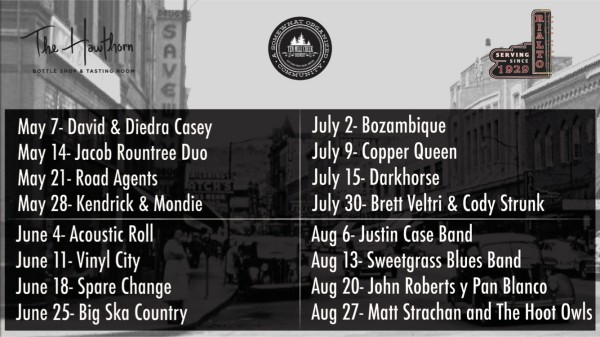 The Hawthorn
BOTTLE SHOP & TASTING ROOM
A SOMEWHAT ORGANIZED
TEN MILE CREEK
BREWERY
COMMUNITY
RIALTO
SERVING
SINCE
1929
SAVE
May 7- David & Diedra Casey
May 14- Jacob Rountree Duo
May 21- Road Agents
May 28- Kendrick & Mondie
June 4- Acoustic Roll
June 11- Vinyl City
June 18- Spare Change
June 25- Big Ska Country
July 2- Bozambique
July 9- Copper Queen
July 15- Darkhorse
July 30- Brett Veltri & Cody Strunk
Aug 6- Justin Case Band
Aug 13- Sweetgrass Blues Band
Aug 20- John Roberts y Pan Blanco
Aug 27- Matt Strachan and The Hoot Owls